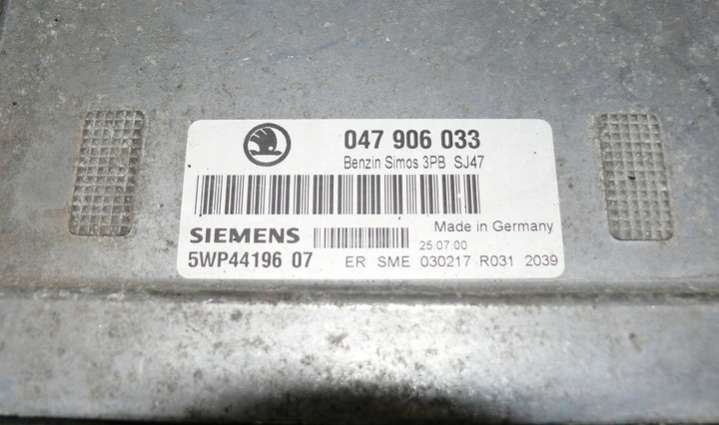 047 906 033
Benzin Simos 3PB SJ47
SIEMENS
Made in Germany
25.07.00
5WP44196 07
ER SME 030217 R031 2039